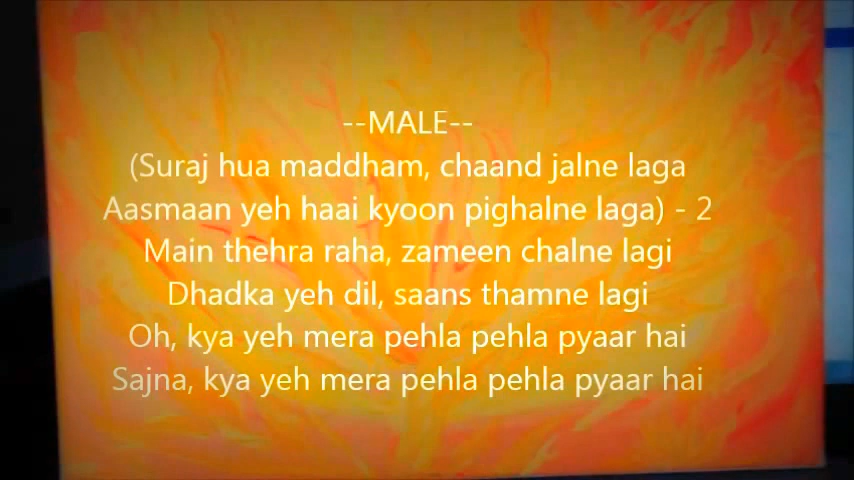 --MALE--
(Suraj hua maddham, chaand jalne laga
Aasmaan yeh haai kyoon pighalne laga) - 2
Main thehra raha, zameen chalne lagi
Dhadka yeh dil, saans thamne lagi
Oh, kya yeh mera pehla pehla pyaar hai
Sajna, kya yeh mera pehla pehla pyaar hai